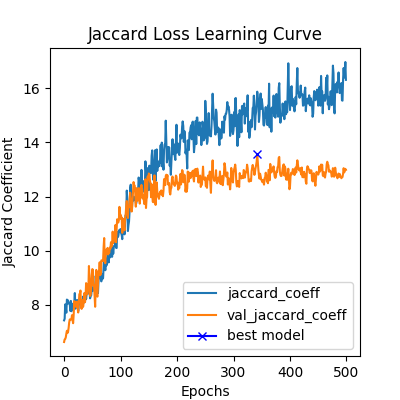 Jaccard Loss Learning Curve
Jaccard Coefficient
16
14
12
10
8
0
100
200
300
400
500
Epochs
jaccard_coeff
val_jaccard_coeff
best model